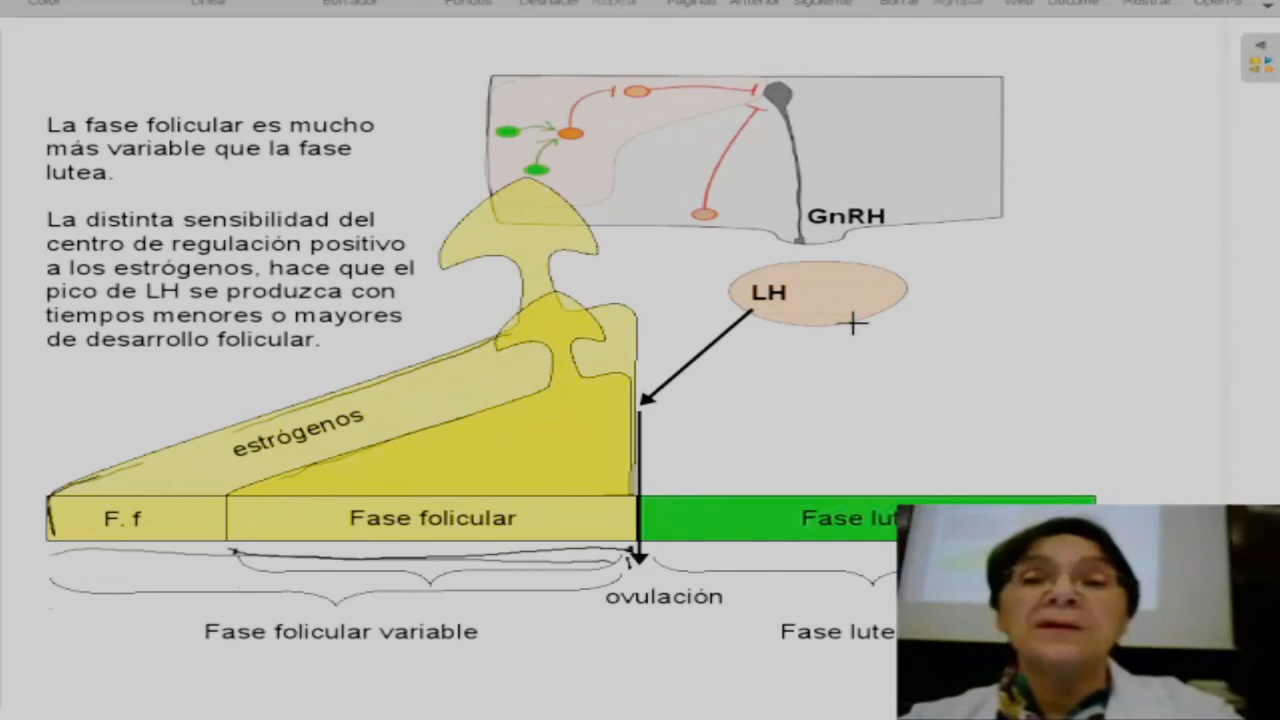 La fase folicular es mucho
más variable que la fase
lutea.
La distinta sensibilidad del
centro de regulación positivo
a los estrógenos, hace que el
pico de LH se produzca con
tiempos menores o mayores
de desarrollo folicular.
GnRH
LH
estrógenos
F. f
Fase folicular
Fase
ovulación
Fase folicular variable
Fase